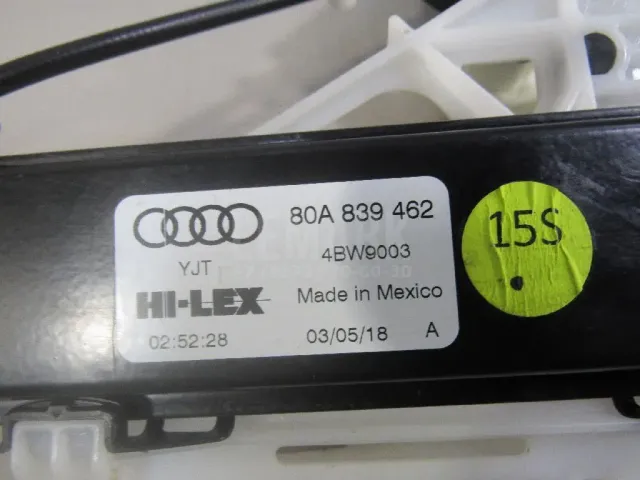 80A 839 462
4BW9003
YJT
HI-LEX
Made in Mexico
02:52:28
03/05/18 A
15S